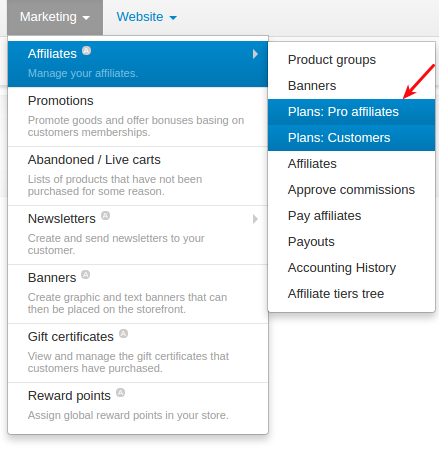 Marketing
Website
Affiliates A
Manage your affiliates.
Promotions
Promote goods and offer bonuses basing on
customers memberships.
Abandoned / Live carts
Lists of products that have not been
purchased for some reason.
Newsletters A
Create and send newsletters to your
customer.
Banners A
Create graphic and text banners that can
then be placed on the storefront.
Gift certificates A
View and manage the gift certificates that
customers have purchased.
Reward points A
Assign global reward points in your store.
Product groups
Banners
Plans: Pro affiliates
Plans: Customers
Affiliates
Approve commissions
Pay affiliates
Payouts
Accounting History
Affiliate tiers tree